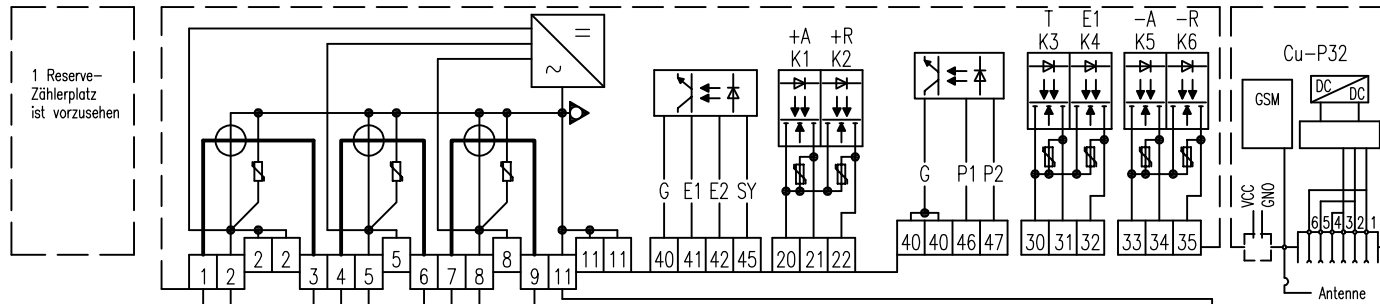 1 Reserve-
Zählerplatz
ist vorzusehen
=
~
+A +R
K1 K2
T E1
K3 K4
-A -R
K5 K6
Cu-P32
GSM
DC
DC
G E1 E2 SY
G P1 P2
VCC
GNO
6 5 4 3 2 1
1 2 2 2 3 4 5 5 6 7 8 8 9 11 11 11
40 41 42 45
20 21 22
40 40 46 47
30 31 32
33 34 35
Antenne